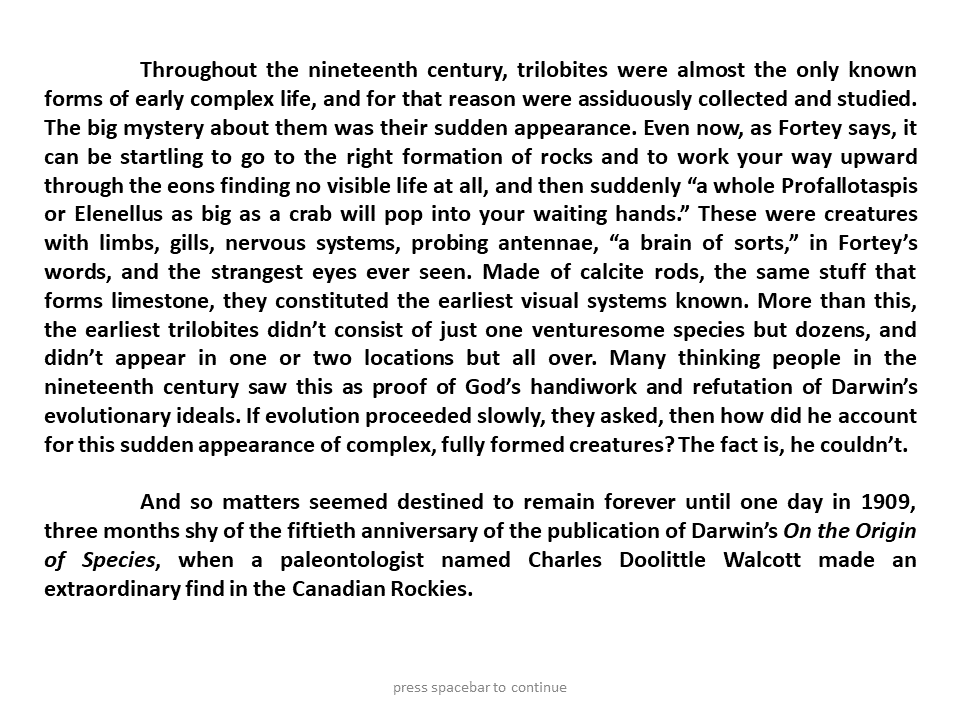 Throughout the nineteenth century, trilobites were almost the only known
forms of early complex life, and for that reason were assiduously collected and studied.
The big mystery about them was their sudden appearance. Even now, as Fortey says, it
can be startling to go to the right formation of rocks and to work your way upward
through the eons finding no visible life at all, and then suddenly “a whole Profallotaspis
or Elenellus as big as a crab will pop into your waiting hands.” These were creatures
with limbs, gills, nervous systems, probing antennae, “a brain of sorts,” in Fortey’s
words, and the strangest eyes ever seen. Made of calcite rods, the same stuff that
forms limestone, they constituted the earliest visual systems known. More than this,
the earliest trilobites didn’t consist of just one venturesome species but dozens, and
didn’t appear in one or two locations but all over. Many thinking people in the
nineteenth century saw this as proof of God’s handiwork and refutation of Darwin’s
evolutionary ideals. If evolution proceeded slowly, they asked, then how did he account
for this sudden appearance of complex, fully formed creatures? The fact is, he couldn’t.
And so matters seemed destined to remain forever until one day in 1909,
three months shy of the fiftieth anniversary of the publication of Darwin’s On the Origin
of Species, when a paleontologist named Charles Doolittle Walcott made an
extraordinary find in the Canadian Rockies.
press spacebar to continue